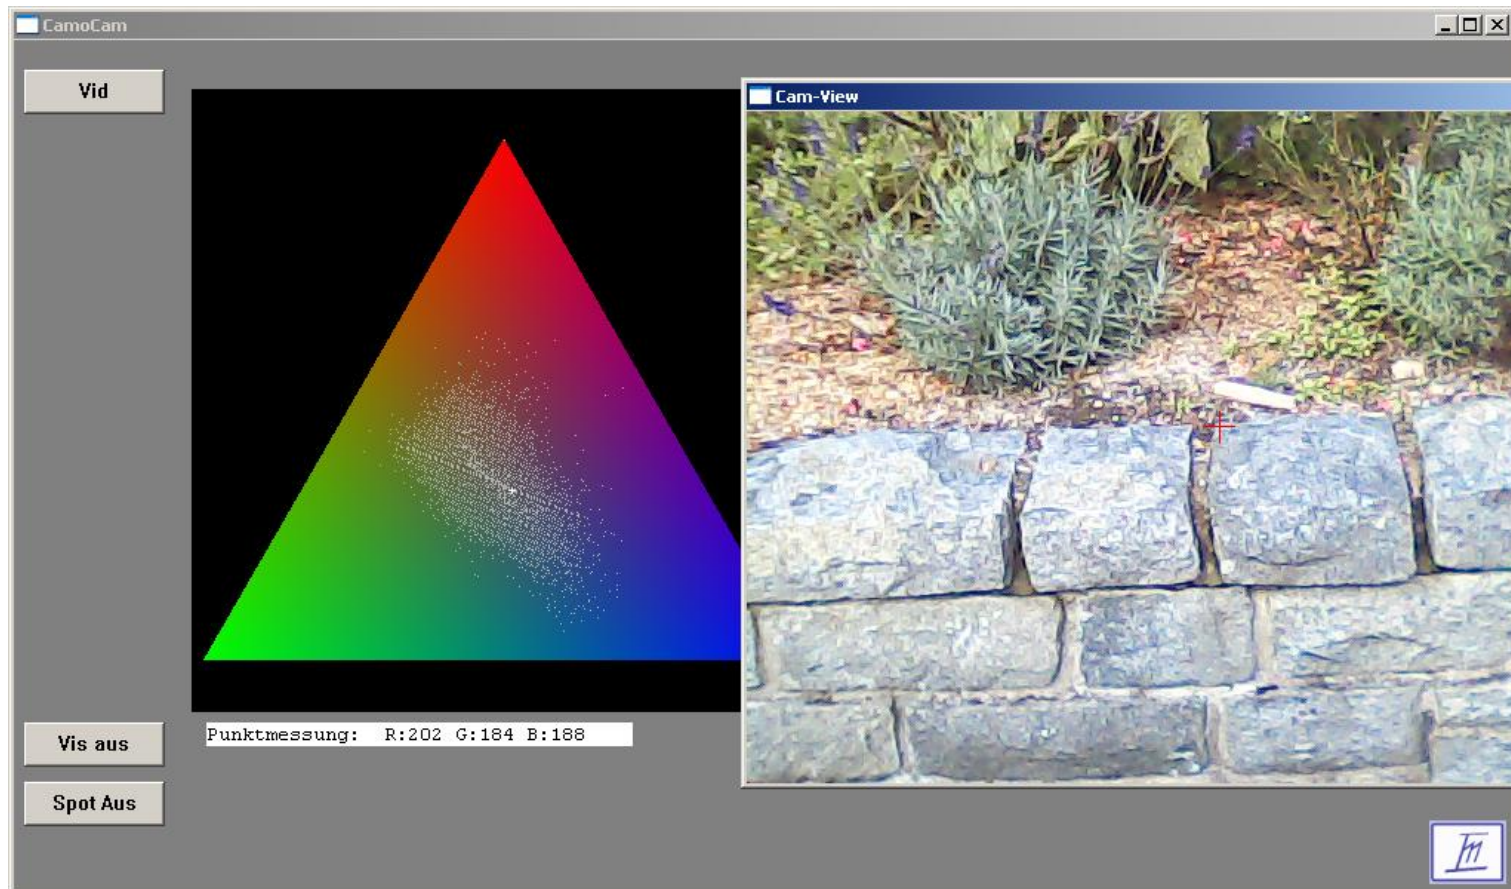 CamoCam
Vid
Cam-View
Vis aus
Punktmessung: R:202 G:184 B:188
Spot Aus